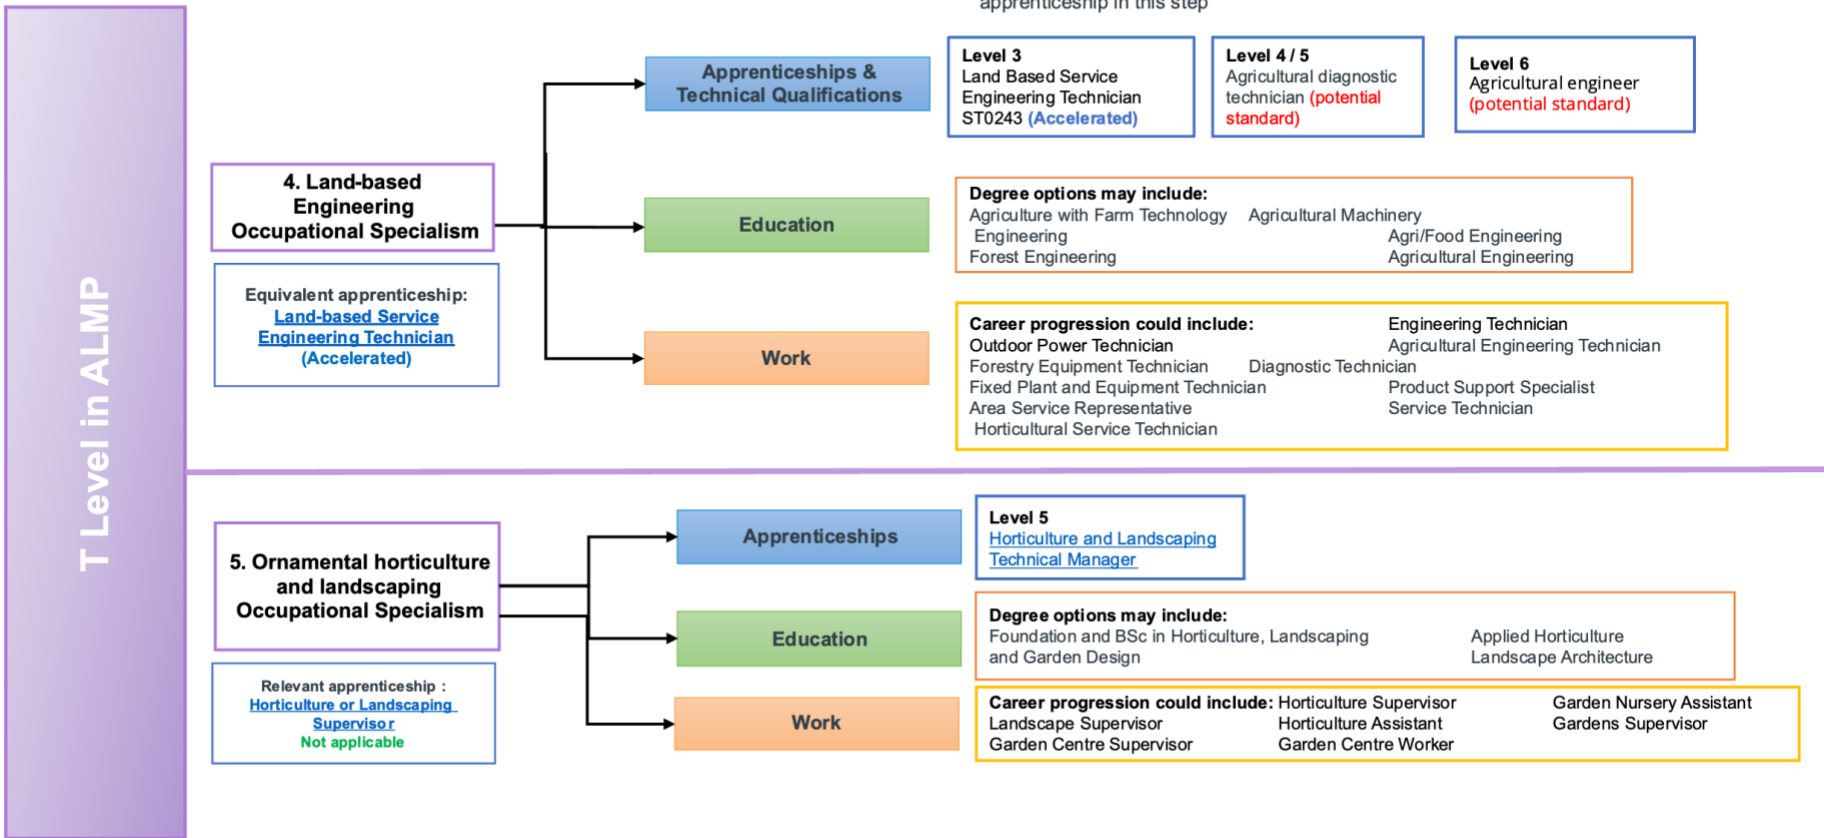 apprenticeship in this step
T Level in ALMP
4. Land-based
Engineering
Occupational Specialism
Equivalent apprenticeship:
Land-based Service
Engineering Technician
(Accelerated)
Apprenticeships &
Technical Qualifications
Level 3
Land Based Service
Engineering Technician
ST0243 (Accelerated)
Level 4 / 5
Agricultural diagnostic
technician (potential
standard)
Level 6
Agricultural engineer
(potential standard)
Education
Degree options may include:
Agriculture with Farm Technology Agricultural Machinery
Engineering Agri/Food Engineering
Forest Engineering Agricultural Engineering
Work
Career progression could include: Engineering Technician
Outdoor Power Technician Agricultural Engineering Technician
Forestry Equipment Technician Diagnostic Technician
Fixed Plant and Equipment Technician Product Support Specialist
Area Service Representative Service Technician
Horticultural Service Technician
5. Ornamental horticulture
and landscaping
Occupational Specialism
Relevant apprenticeship :
Horticulture or Landscaping
Supervisor
Not applicable
Apprenticeships
Level 5
Horticulture and Landscaping
Technical Manager
Education
Degree options may include:
Foundation and BSc in Horticulture, Landscaping Applied Horticulture
and Garden Design Landscape Architecture
Work
Career progression could include: Horticulture Supervisor Garden Nursery Assistant
Landscape Supervisor Horticulture Assistant Gardens Supervisor
Garden Centre Supervisor Garden Centre Worker